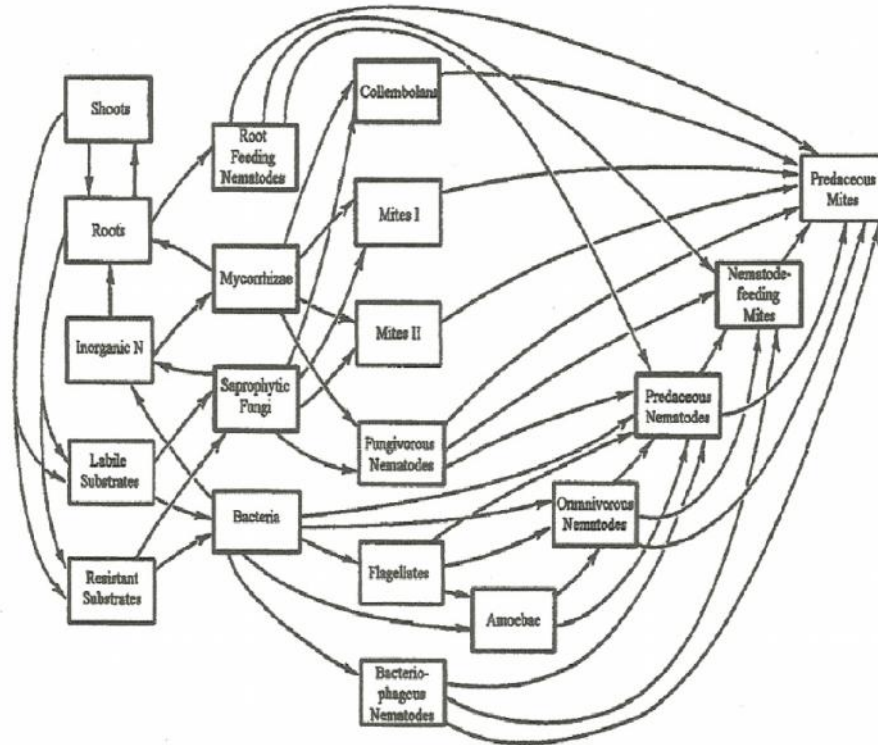 Shoots
Roots
Inorganic N
Labile
Substrates
Resistant
Substrates
Root
Feeding
Nematodes
Mycorrhizae
Saprophytic
Fungi
Bacteria
Collembolans
Mites I
Mites II
Fungivorous
Nematodes
Flagellates
Bacterio-
phagous
Nematodes
Amoebae
Omnivorous
Nematodes
Predaceous
Nematodes
Nematode-
feeding
Mites
Predaceous
Mites